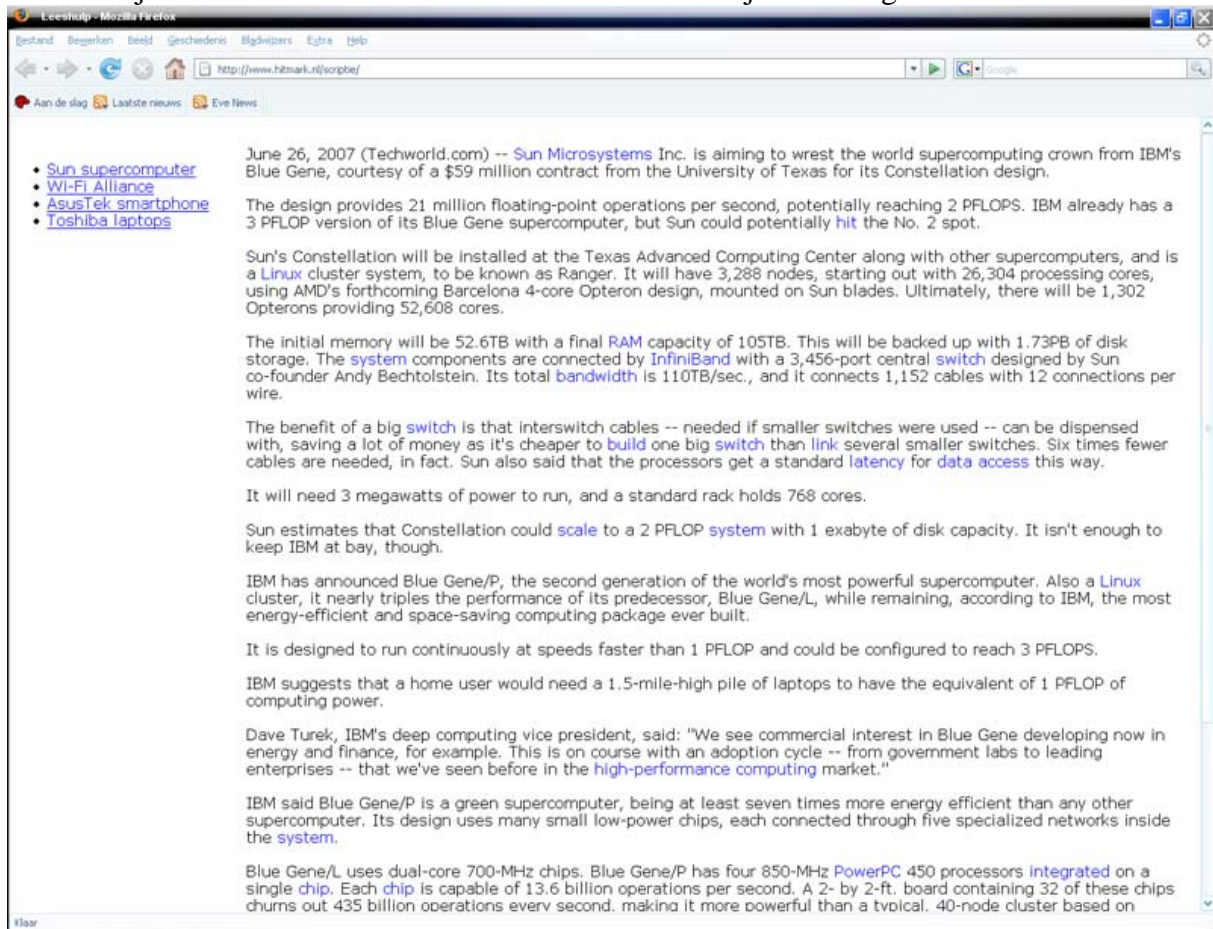 Leeshulp - Mozilla Firefox
Bestand Bewerken Beeld Geschiedenis Bladwijzers Extra Help
http://www.hitmark.nl/scriptie/
Google
Aan de slag Laatste nieuws Eve News
• Sun supercomputer
• Wi-Fi Alliance
• AsusTek smartphone
• Toshiba laptops
June 26, 2007 (Techworld.com) -- Sun Microsystems Inc. is aiming to wrest the world supercomputing crown from IBM's
Blue Gene, courtesy of a $59 million contract from the University of Texas for its Constellation design.
The design provides 21 million floating-point operations per second, potentially reaching 2 PFLOPS. IBM already has a
3 PFLOP version of its Blue Gene supercomputer, but Sun could potentially hit the No. 2 spot.
Sun's Constellation will be installed at the Texas Advanced Computing Center along with other supercomputers, and is
a Linux cluster system, to be known as Ranger. It will have 3,288 nodes, starting out with 26,304 processing cores,
using AMD's forthcoming Barcelona 4-core Opteron design, mounted on Sun blades. Ultimately, there will be 1,302
Opterons providing 52,608 cores.
The initial memory will be 52.6TB with a final RAM capacity of 105TB. This will be backed up with 1.73PB of disk
storage. The system components are connected by InfiniBand with a 3,456-port central switch designed by Sun
co-founder Andy Bechtolstein. Its total bandwidth is 110TB/sec., and it connects 1,152 cables with 12 connections per
wire.
The benefit of a big switch is that interswitch cables -- needed if smaller switches were used -- can be dispensed
with, saving a lot of money as it's cheaper to build one big switch than link several smaller switches. Six times fewer
cables are needed, in fact. Sun also said that the processors get a standard latency for data access this way.
It will need 3 megawatts of power to run, and a standard rack holds 768 cores.
Sun estimates that Constellation could scale to a 2 PFLOP system with 1 exabyte of disk capacity. It isn't enough to
keep IBM at bay, though.
IBM has announced Blue Gene/P, the second generation of the world's most powerful supercomputer. Also a Linux
cluster, it nearly triples the performance of its predecessor, Blue Gene/L, while remaining, according to IBM, the most
energy-efficient and space-saving computing package ever built.
It is designed to run continuously at speeds faster than 1 PFLOP and could be configured to reach 3 PFLOPS.
IBM suggests that a home user would need a 1.5-mile-high pile of laptops to have the equivalent of 1 PFLOP of
computing power.
Dave Turek, IBM's deep computing vice president, said: "We see commercial interest in Blue Gene developing now in
energy and finance, for example. This is on course with an adoption cycle -- from government labs to leading
enterprises -- that we've seen before in the high-performance computing market."
IBM said Blue Gene/P is a green supercomputer, being at least seven times more energy efficient than any other
supercomputer. Its design uses many small low-power chips, each connected through five specialized networks inside
the system.
Blue Gene/L uses dual-core 700-MHz chips. Blue Gene/P has four 850-MHz PowerPC 450 processors integrated on a
single chip. Each chip is capable of 13.6 billion operations per second. A 2- by 2-ft. board containing 32 of these chips
churns out 435 billion operations every second, making it more powerful than a typical, 40-node cluster based on
Klaar